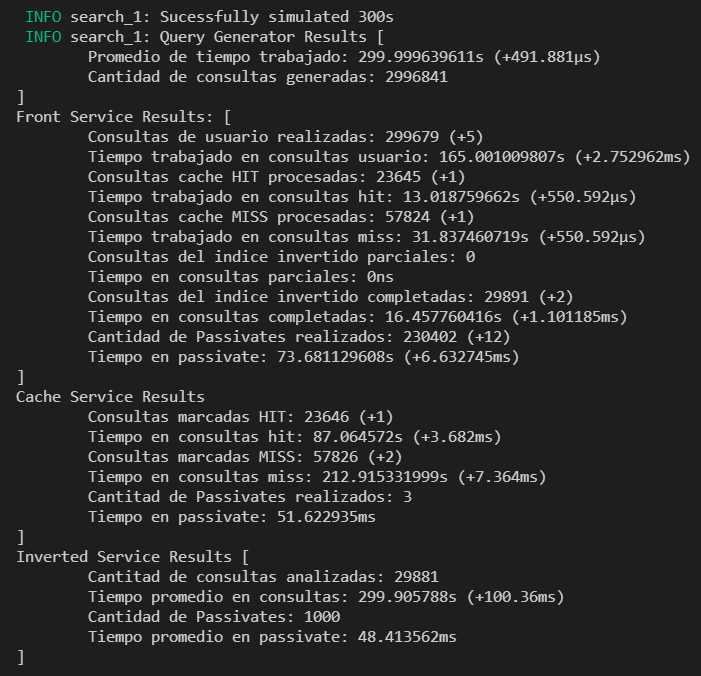 INFO search_1: Sucessfully simulated 300s
INFO search_1: Query Generator Results [
Promedio de tiempo trabajado: 299.999639611s (+491.881µs)
Cantidad de consultas generadas: 2996841
]
Front Service Results: [
Consultas de usuario realizadas: 299679 (+5)
Tiempo trabajado en consultas usuario: 165.001009807s (+2.752962ms)
Consultas cache HIT procesadas: 23645 (+1)
Tiempo trabajado en consultas hit: 13.018759662s (+550.592µs)
Consultas cache MISS procesadas: 57824 (+1)
Tiempo trabajado en consultas miss: 31.837460719s (+550.592µs)
Consultas del indice invertido parciales: 0
Tiempo en consultas parciales: 0ns
Consultas del indice invertido completadas: 29891 (+2)
Tiempo en consultas completadas: 16.457760416s (+1.101185ms)
Cantidad de Passivates realizados: 230402 (+12)
Tiempo en passivate: 73.681129608s (+6.632745ms)
]
Cache Service Results
Consultas marcadas HIT: 23646 (+1)
Tiempo en consultas hit: 87.064572s (+3.682ms)
Consultas marcadas MISS: 57826 (+2)
Tiempo en consultas miss: 212.915331999s (+7.364ms)
Cantitad de Passivates realizados: 3
Tiempo en passivate: 51.622935ms
]
Inverted Service Results [
Cantitad de consultas analizadas: 29881
Tiempo promedio en consultas: 299.905788s (+100.36ms)
Cantidad de Passivates: 1000
Tiempo promedio en passivate: 48.413562ms
]